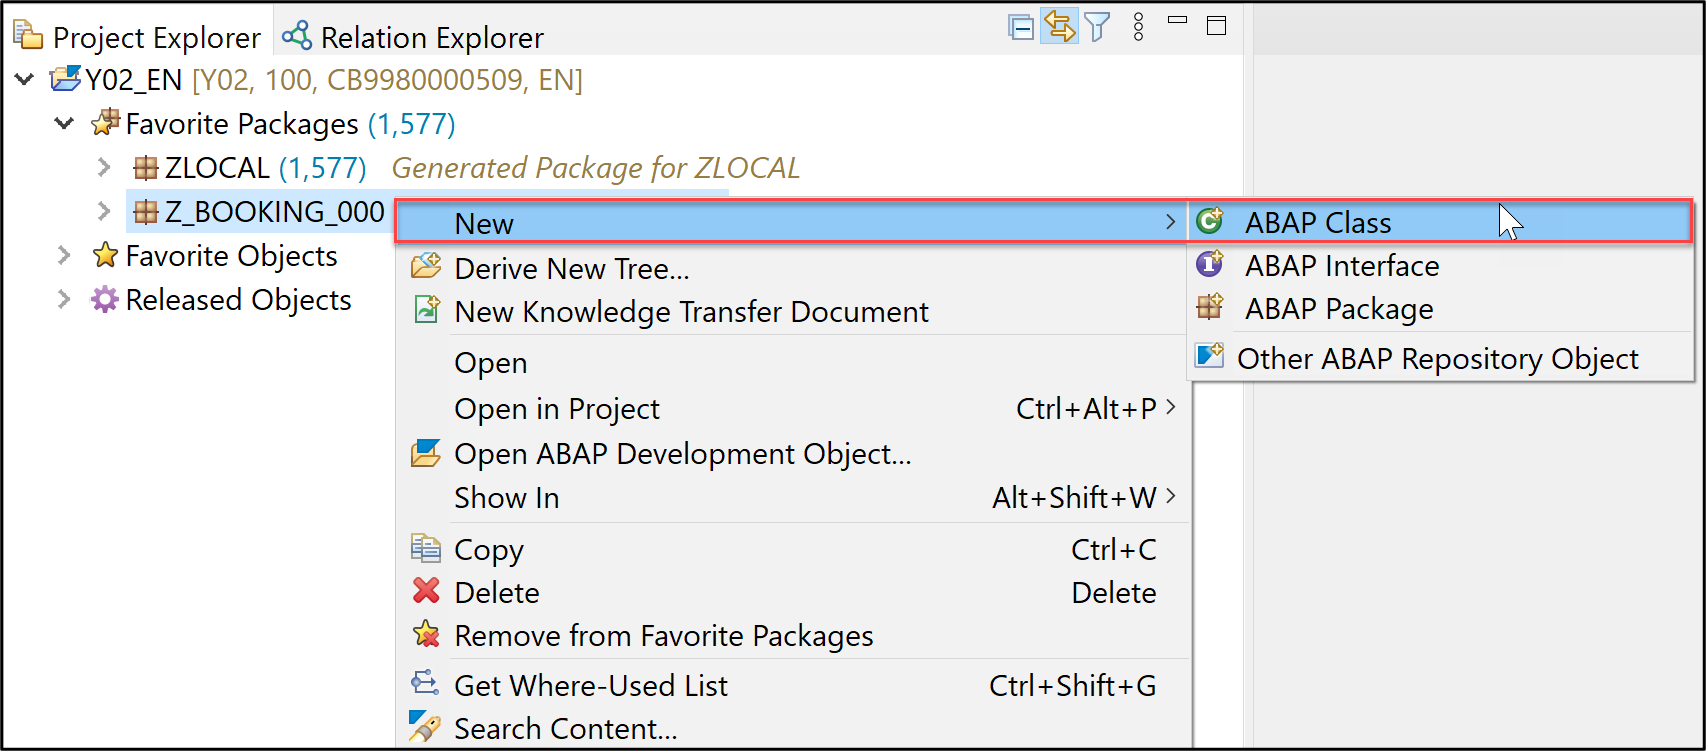 Project Explorer Relation Explorer
Y02_EN [Y02, 100, CB9980000509, EN]
Favorite Packages (1,577)
ZLOCAL (1,577) Generated Package for ZLOCAL
Z_BOOKING_000
Favorite Objects
Released Objects
New
Derive New Tree...
New Knowledge Transfer Document
Open
Open in Project Ctrl+Alt+P
Open ABAP Development Object...
Show In Alt+Shift+W
Copy Ctrl+C
Delete Delete
Remove from Favorite Packages
Get Where-Used List Ctrl+Shift+G
Search Content...
ABAP Class
ABAP Interface
ABAP Package
Other ABAP Repository Object